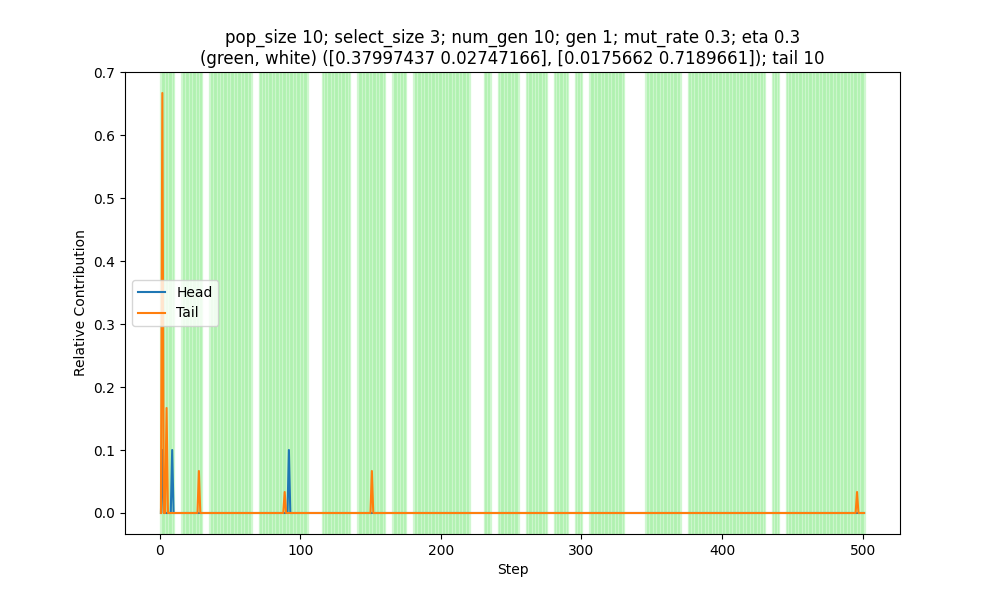 pop_size 10; select_size 3; num_gen 10; gen 1; mut_rate 0.3; eta 0.3
(green, white) ([0.37997437 0.02747166], [0.0175662 0.7189661]); tail 10
0.7
0.6
0.5
0.4
0.3
0.2
0.1
0.0
Relative Contribution
Head
Tail
0
100
200
300
400
500
Step